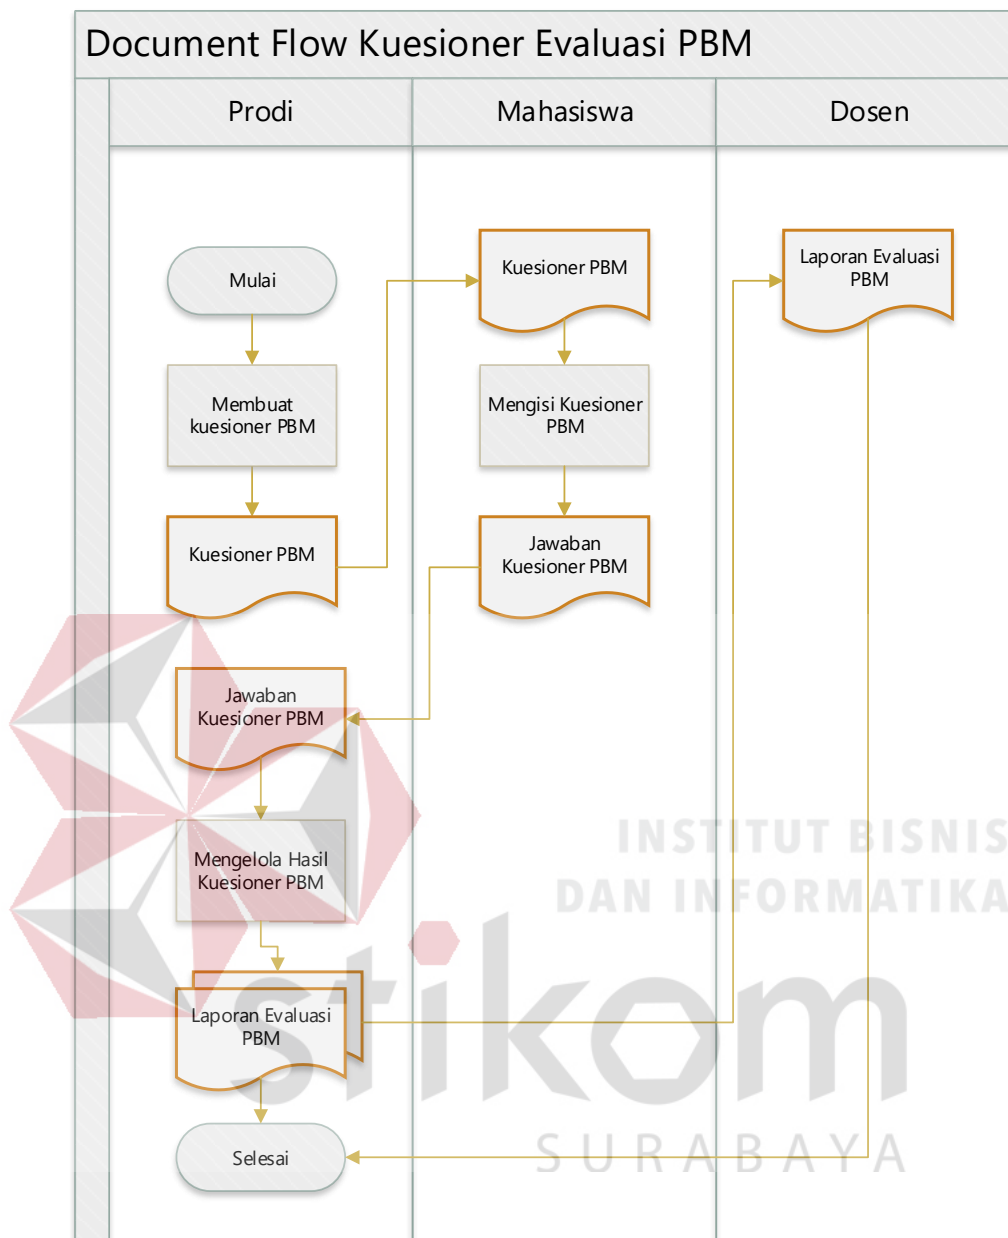 Document Flow Kuesioner Evaluasi PBM
Prodi
Mahasiswa
Dosen
Mulai
Membuat
kuesioner PBM
Kuesioner PBM
Kuesioner PBM
Mengisi Kuesioner
PBM
Jawaban
Kuesioner PBM
Laporan Evaluasi
PBM
Jawaban
Kuesioner PBM
Mengelola Hasil
Kuesioner PBM
Laporan Evaluasi
PBM
Selesai
INSTITUT BISNIS
DAN INFORMATIKA
stikom
SURABAYA